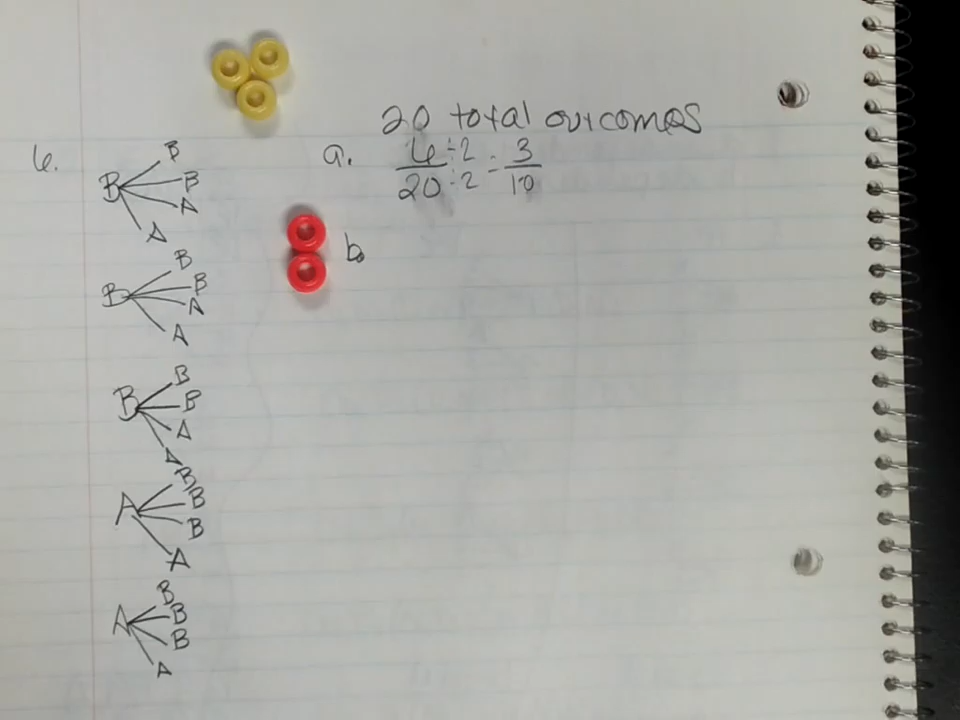 20 total outcomes
6.
a. 6÷2 / 20÷2 = 3/10
b.
B B B A A
B B B A A
B B B A A
A B B B A
A B B B A